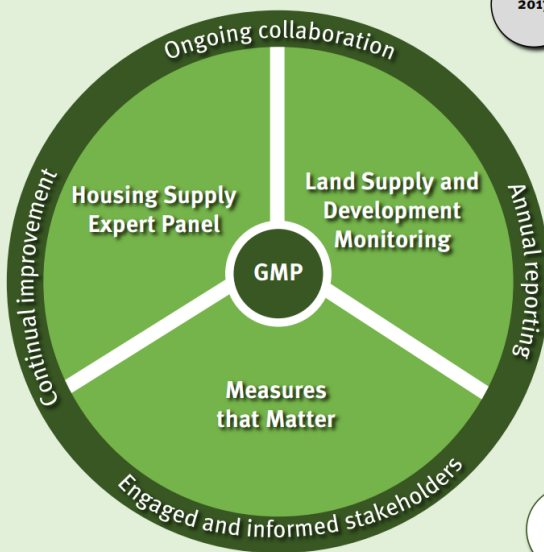 2017
Ongoing collaboration
Housing Supply
Expert Panel
Land Supply and
Development
Monitoring
Continual improvement
Annual reporting
GMP
Measures
that Matter
Engaged and informed stakeholders